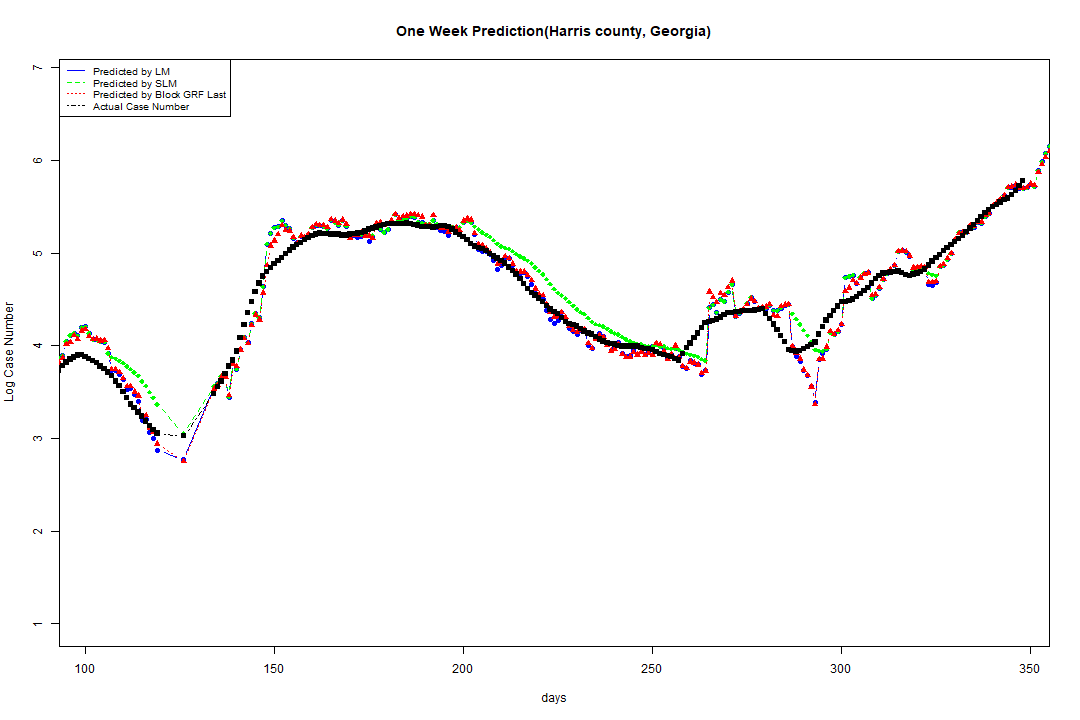 One Week Prediction(Harris county, Georgia)
Predicted by LM
Predicted by SLM
Predicted by Block GRF Last
Actual Case Number
7
6
5
4
3
2
1
Log Case Number
100 150 200 250 300 350
days